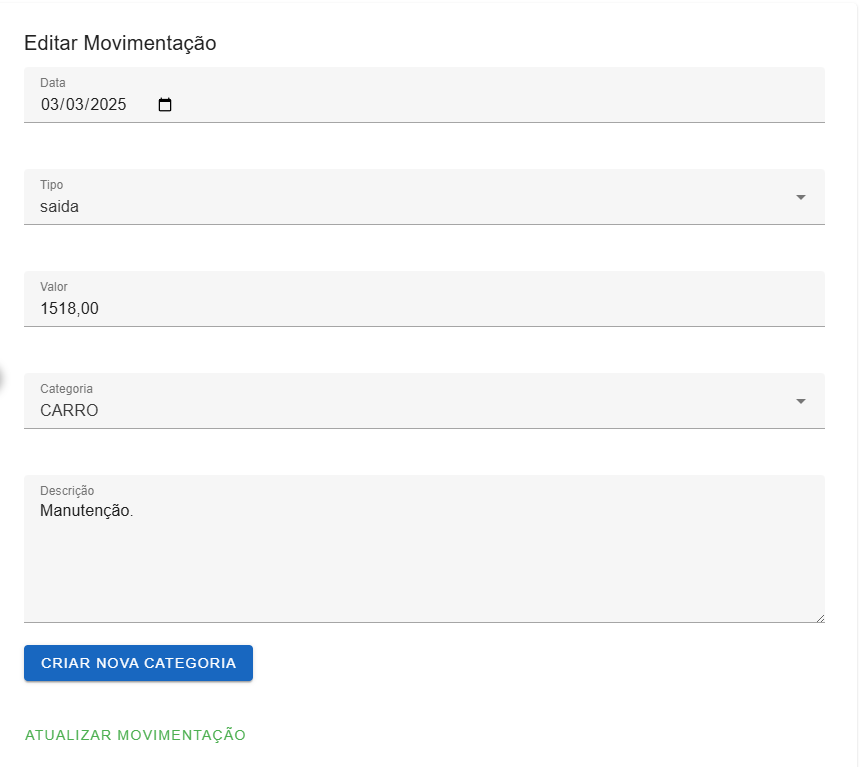 Editar Movimentação
Data
03/03/2025
Tipo
saida
Valor
1518,00
Categoria
CARRO
Descrição
Manutenção.
CRIAR NOVA CATEGORIA
ATUALIZAR MOVIMENTAÇÃO